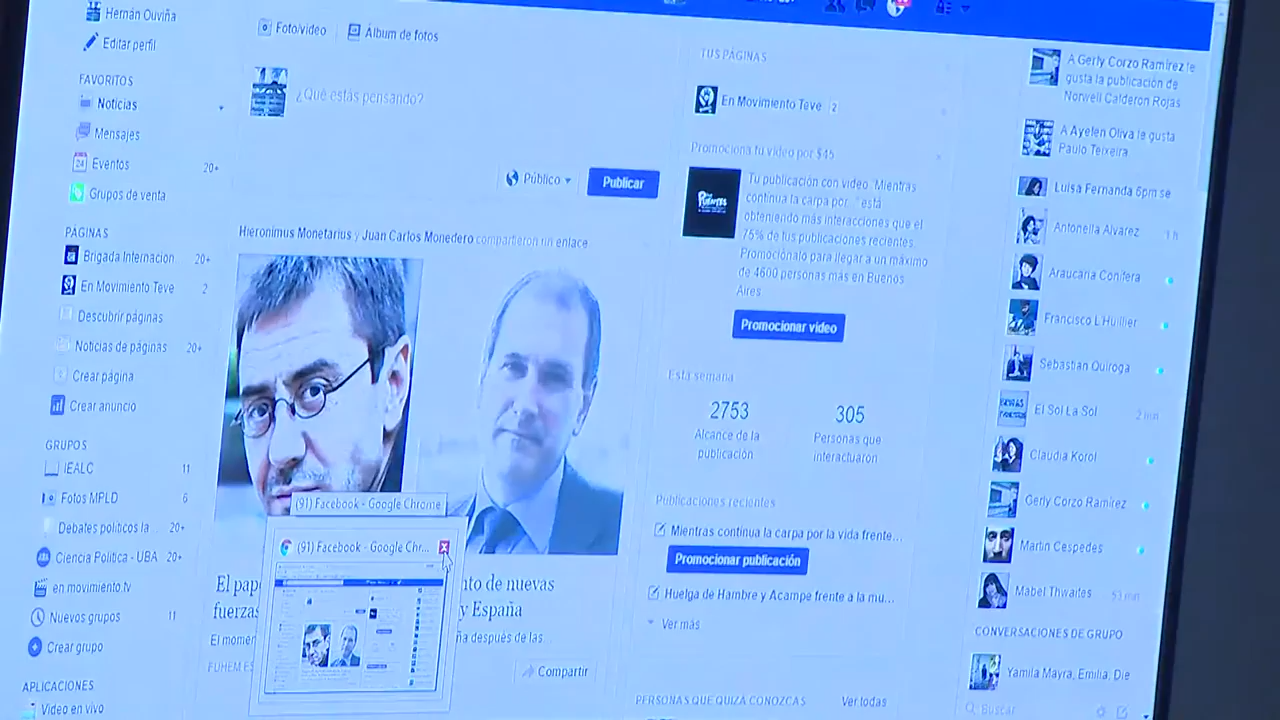 Hernán Ouviña
Editar perfil
FAVORITOS
Noticias
Mensajes
Eventos 20+
Grupos de venta
PÁGINAS
Brigada Internacion 20+
En Movimiento Teve 2
Descubrir páginas
Noticias de páginas 20+
Crear página
Crear anuncio
GRUPOS
IEALC 11
Fotos MPLD 6
Debates políticos la... 20+
Ciencia Política - UBA 20+
en movimiento.tv
Nuevos grupos 11
Crear grupo
APLICACIONES
Video en vivo
Foto/video
Álbum de fotos
¿Qué estás pensando?
Público
Publicar
Hieronimus Monetarius y Juan Carlos Monedero compartieron un enlace.
(91) Facebook - Google Chrome
(91) Facebook - Google Chr...
El pap
nto de nuevas
fuerzas
y España
El momen
ña después de las...
FUHEM ES
Compartir
TUS PÁGINAS
En Movimiento Teve 2
Promociona tu video por $45
Tu publicación con video "Mientras
continúa la carpa por..." está
obteniendo más interacciones que el
75% de tus publicaciones recientes.
Promociónalo para llegar a un máximo
de 4600 personas más en Buenos
Aires.
Promocionar video
Esta semana
2753
Alcance de la
publicación
305
Personas que
interactuaron
Publicaciones recientes
Mientras continúa la carpa por la vida frente...
Promocionar publicación
Huelga de Hambre y Acampe frente a la mu...
Ver más
PERSONAS QUE QUIZÁ CONOZCAS
Ver todas
A Gerly Corzo Ramírez le
gusta la publicación de
Norwell Calderon Rojas
A Ayelen Oliva le gusta
Paulo Teixeira.
Luisa Fernanda 6pm se
Antonella Alvarez 1 h
Araucaria Conifera
Francisco L'Huillier
Sebastian Quiroga
El Sol La Sol 2 min
Claudia Korol
Gerly Corzo Ramírez
Martin Cespedes
Mabel Thwaites 53 min
CONVERSACIONES DE GRUPO
Yamila Mayra, Emilia, Die
Buscar